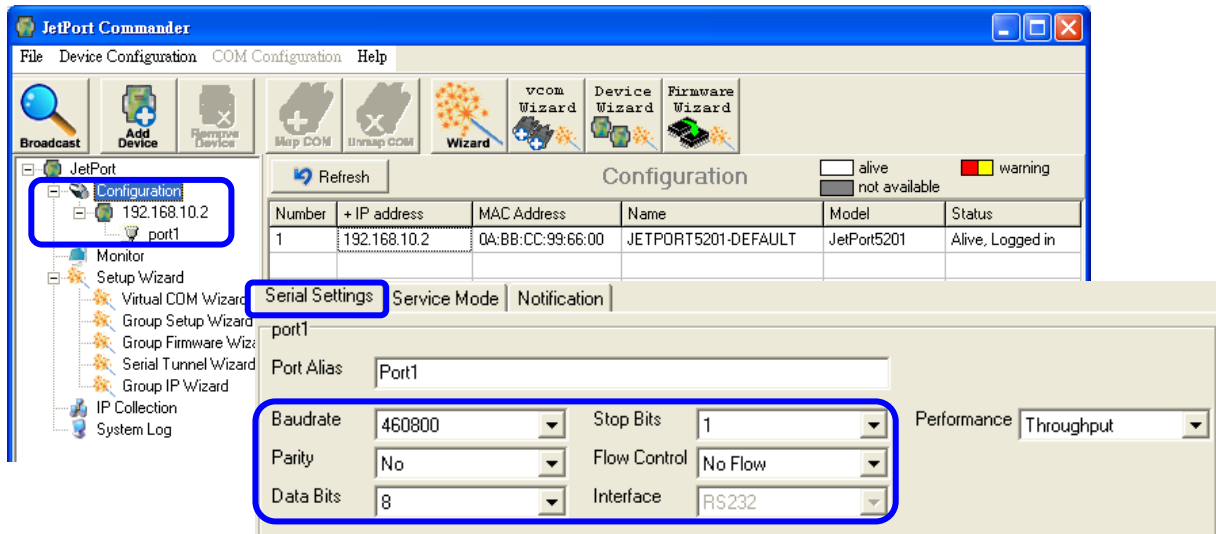 JetPort Commander
File Device Configuration COM Configuration Help
Broadcast
Add Device
Remove Device
Map COM
Unmap COM
Wizard
vcom Wizard
Device Wizard
Firmware Wizard
JetPort
Configuration
192.168.10.2
port1
Monitor
Setup Wizard
Virtual COM Wizard
Group Setup Wizard
Group Firmware Wiz
Serial Tunnel Wizard
Group IP Wizard
IP Collection
System Log
Refresh
Configuration
alive
not available
warning
Number + IP address MAC Address Name Model Status
1 192.168.10.2 0A:BB:CC:99:66:00 JETPORT5201-DEFAULT JetPort5201 Alive, Logged in
Serial Settings Service Mode Notification
port1
Port Alias Port1
Baudrate 460800 Stop Bits 1 Performance Throughput
Parity No Flow Control No Flow
Data Bits 8 Interface RS232